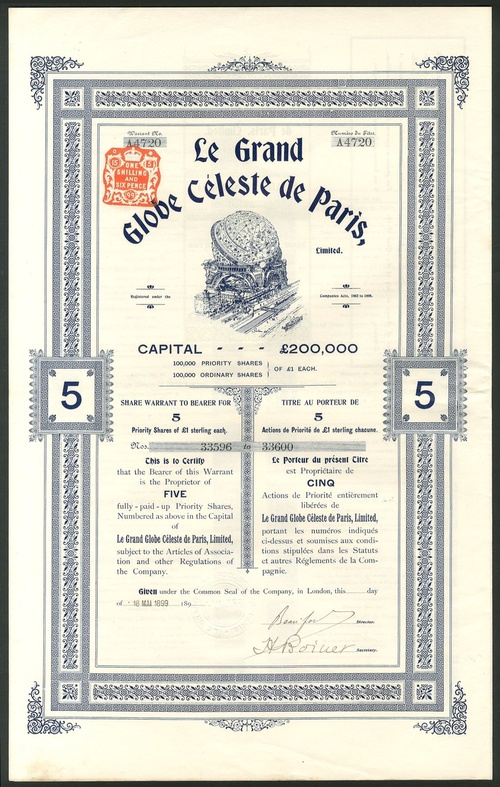 Warrant No.
A4720
Numéro du Titre.
A4720
ONE
SHILLING
AND
SIX PENCE
Le Grand
Globe Céleste de Paris,
Limited.
Registered under the
Companies Acts, 1862 to 1898.
CAPITAL - - - £200,000
100,000 PRIORITY SHARES
100,000 ORDINARY SHARES
OF £1 EACH.
5
5
SHARE WARRANT TO BEARER FOR
5
Priority Shares of £1 sterling each.
TITRE AU PORTEUR DE
5
Actions de Priorité de £1 sterling chacune.
Nos. 33596 to 33600
This is to Certify
that the Bearer of this Warrant
is the Proprietor of
FIVE
fully-paid-up Priority Shares,
Numbered as above in the Capital
of
Le Grand Globe Céleste de Paris, Limited,
subject to the Articles of Associa-
tion and other Regulations of
the Company.
Le Porteur du présent Titre
est Propriétaire de
CINQ
Actions de Priorité entièrement
libérées de
Le Grand Globe Céleste de Paris, Limited,
portant les numéros indiqués
ci-dessus et soumises aux condi-
tions stipulées dans les Statuts
et autres Réglements de la Com-
pagnie.
Given under the Common Seal of the Company, in London, this day
of 18 MAI 1899 189
Director.
Secretary.